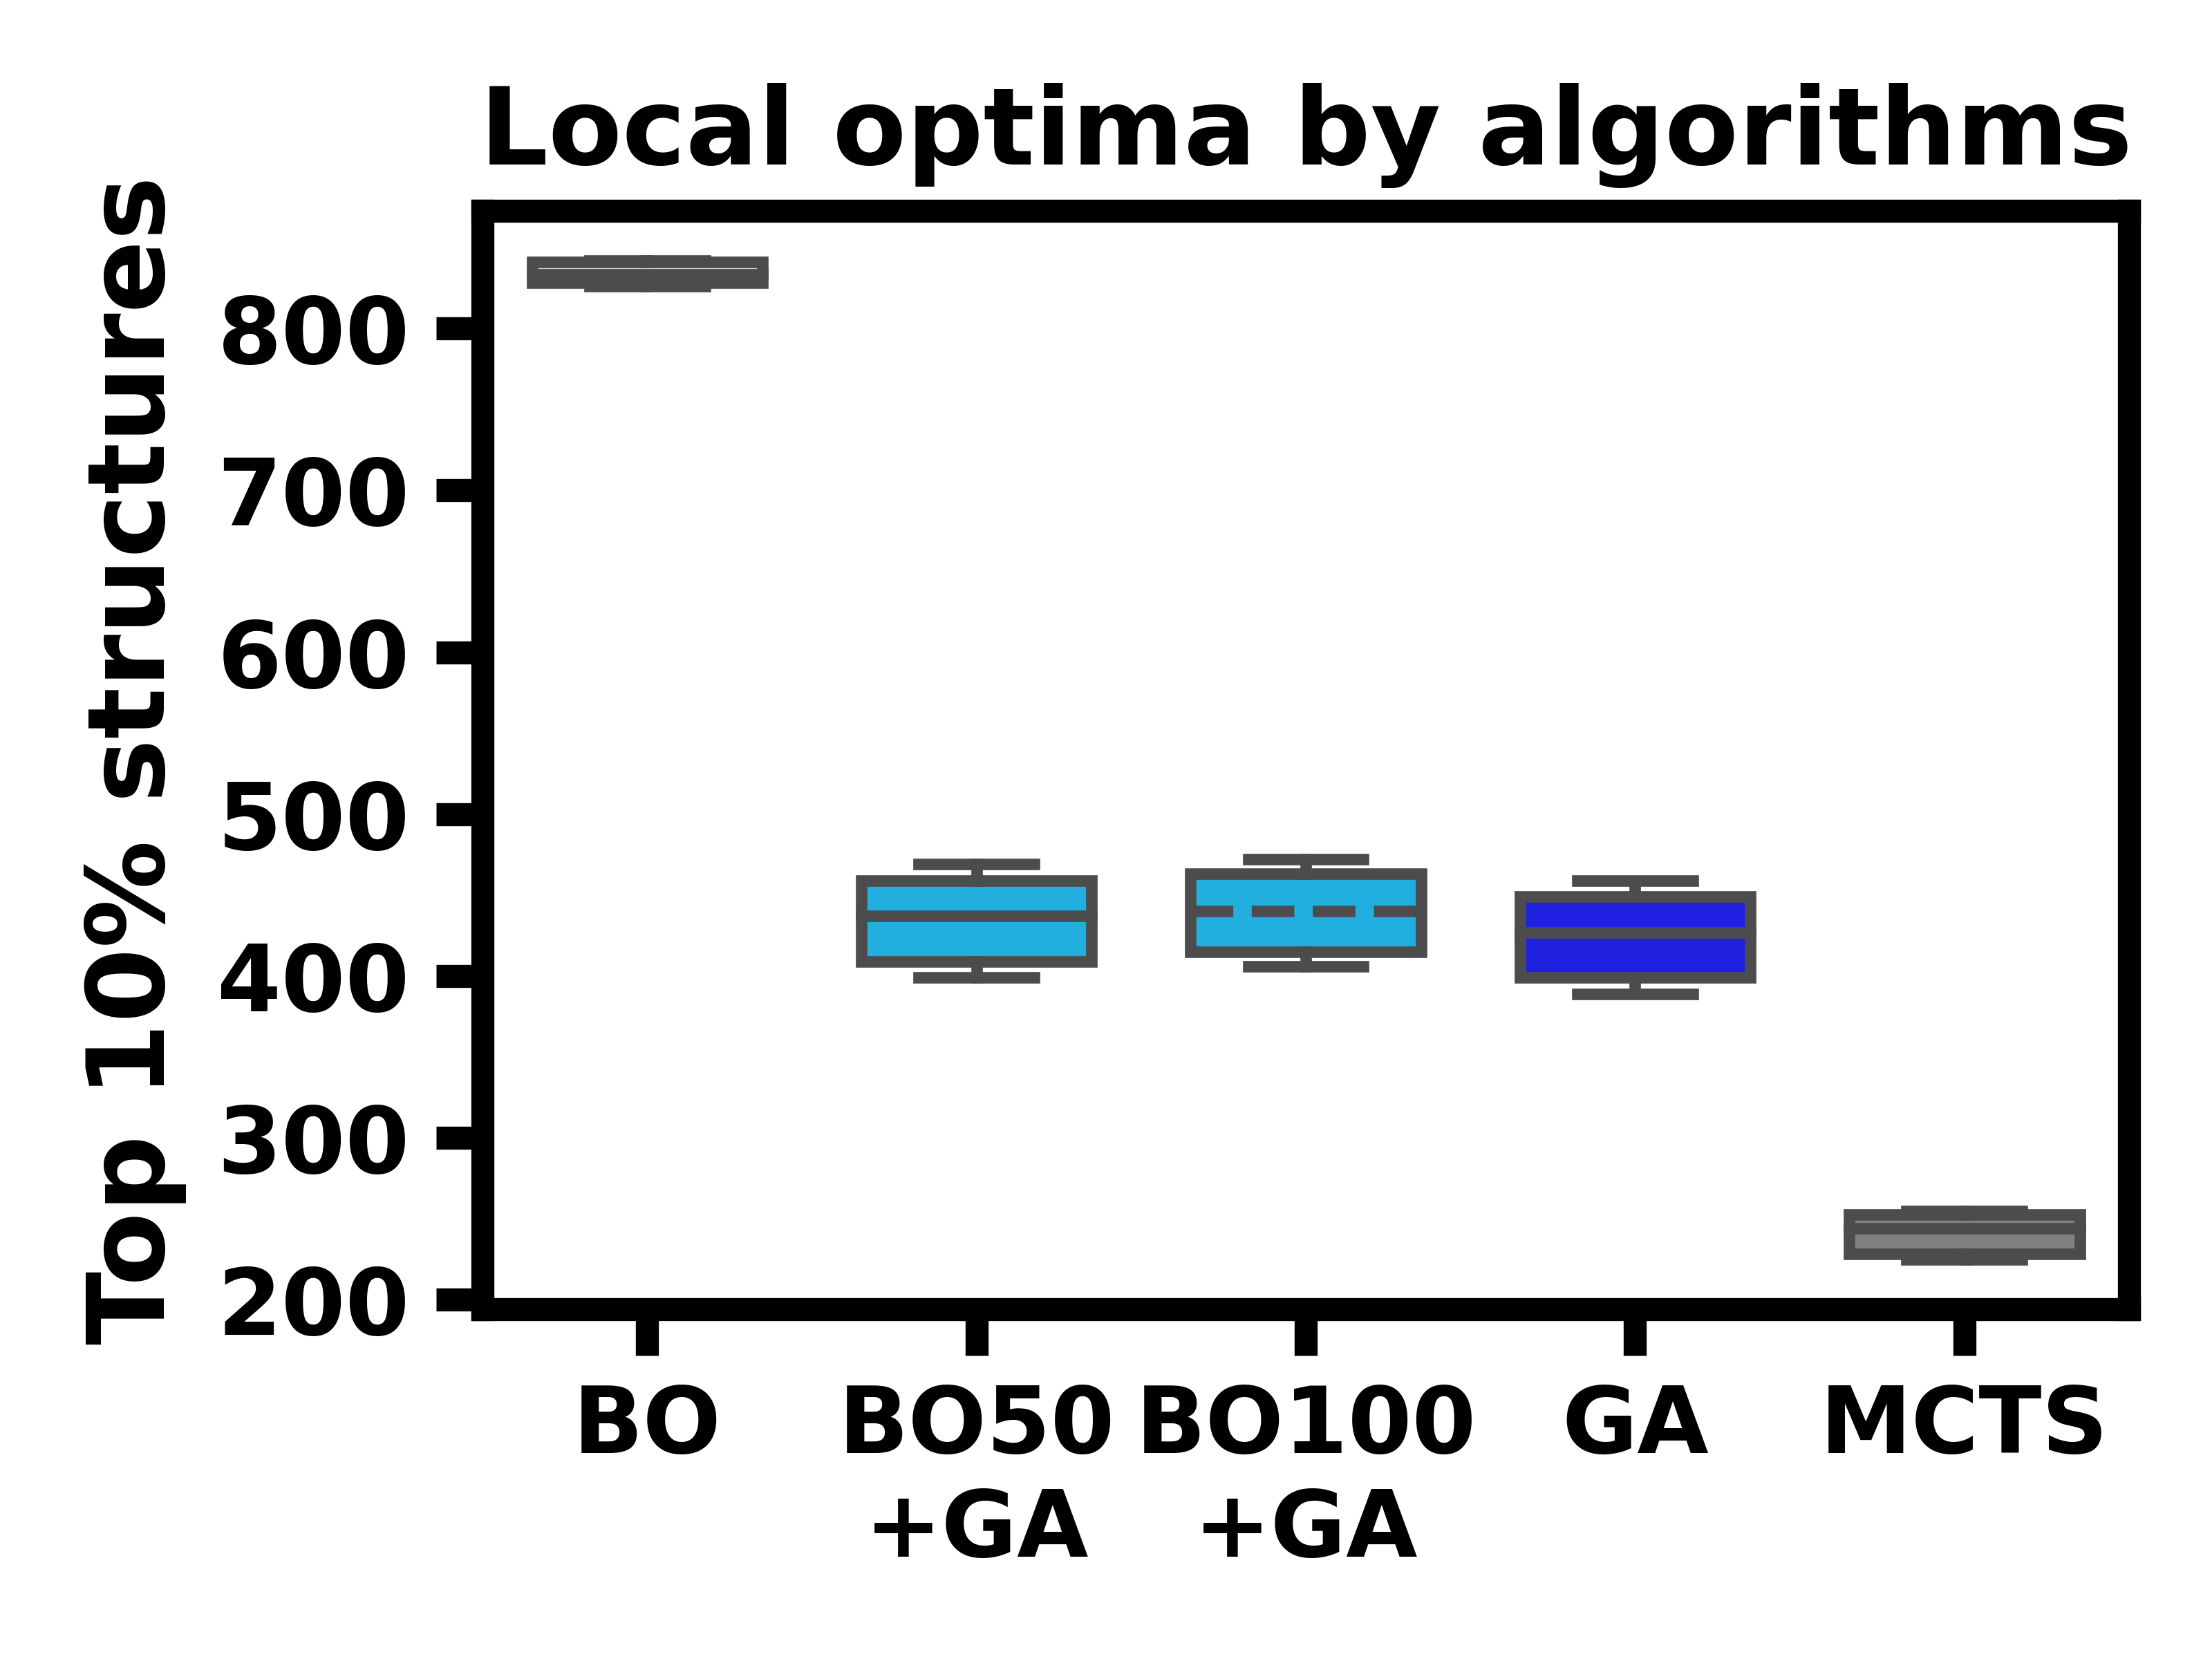 Local optima by algorithms
Top 10% structures
800
700
600
500
400
300
200
BO
BO50
+GA
BO100
+GA
GA
MCTS